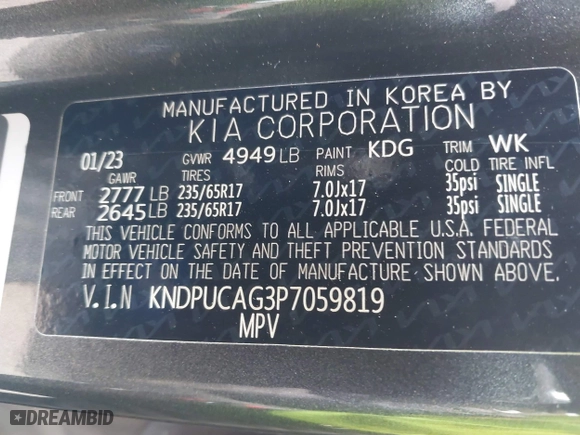 MANUFACTURED IN KOREA BY
KIA CORPORATION
01/23 GVWR 4949 LB PAINT KDG TRIM WK
GAWR TIRES RIMS COLD TIRE INFL
FRONT 2777 LB 235/65R17 7.0Jx17 35psi SINGLE
REAR 2645 LB 235/65R17 7.0Jx17 35psi SINGLE
THIS VEHICLE CONFORMS TO ALL APPLICABLE U.S.A. FEDERAL
MOTOR VEHICLE SAFETY AND THEFT PREVENTION STANDARDS
IN EFFECT ON THE DATE OF MANUFACTURE SHOWN ABOVE.
V.I.N KNDPUCAG3P7059819
MPV
DREAMBID